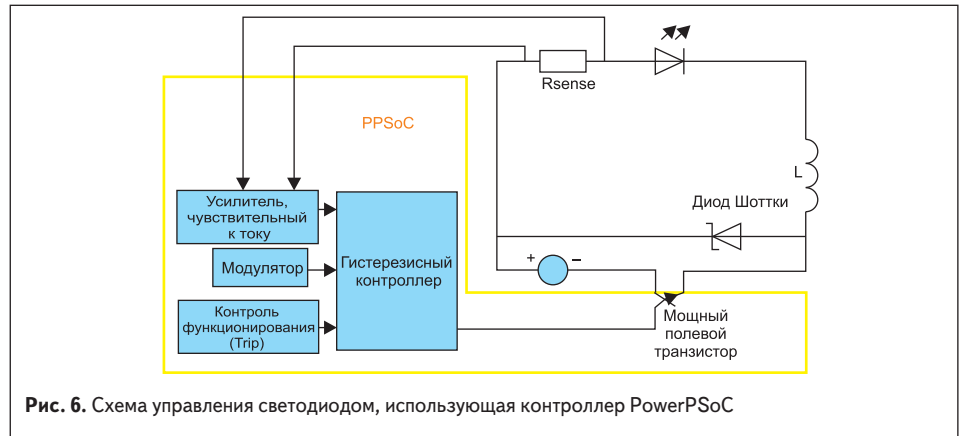 Rsense
PPSoC
L
Усилитель,
чувствительный
к току
Диод Шоттки
Модулятор
Гистерезисный
контроллер
+
–
Контроль
функционирования
(Trip)
Мощный
полевой
транзистор
Рис. 6. Схема управления светодиодом, использующая контроллер PowerPSoC